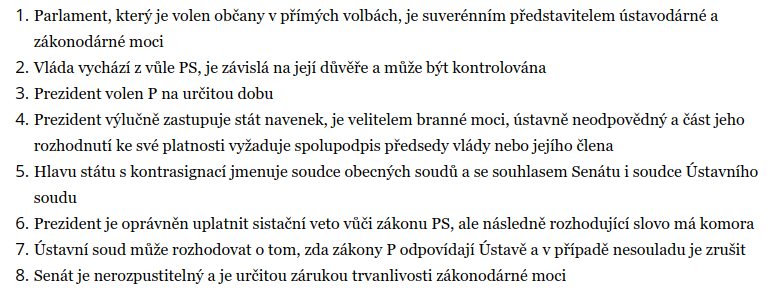 1. Parlament, který je volen občany v přímých volbách, je suverénním představitelem ústavodárné a
zákonodárné moci
2. Vláda vychází z vůle PS, je závislá na její důvěře a může být kontrolována
3. Prezident volen P na určitou dobu
4. Prezident výlučně zastupuje stát navenek, je velitelem branné moci, ústavně neodpovědný a část jeho
rozhodnutí ke své platnosti vyžaduje spolupodpis předsedy vlády nebo jejího člena
5. Hlavu státu s kontrasignací jmenuje soudce obecných soudů a se souhlasem Senátu i soudce Ústavního
soudu
6. Prezident je oprávněn uplatnit sistační veto vůči zákonu PS, ale následně rozhodující slovo má komora
7. Ústavní soud může rozhodovat o tom, zda zákony P odpovídají Ústavě a v případě nesouladu je zrušit
8. Senát je nerozpustitelný a je určitou zárukou trvanlivosti zákonodárné moci